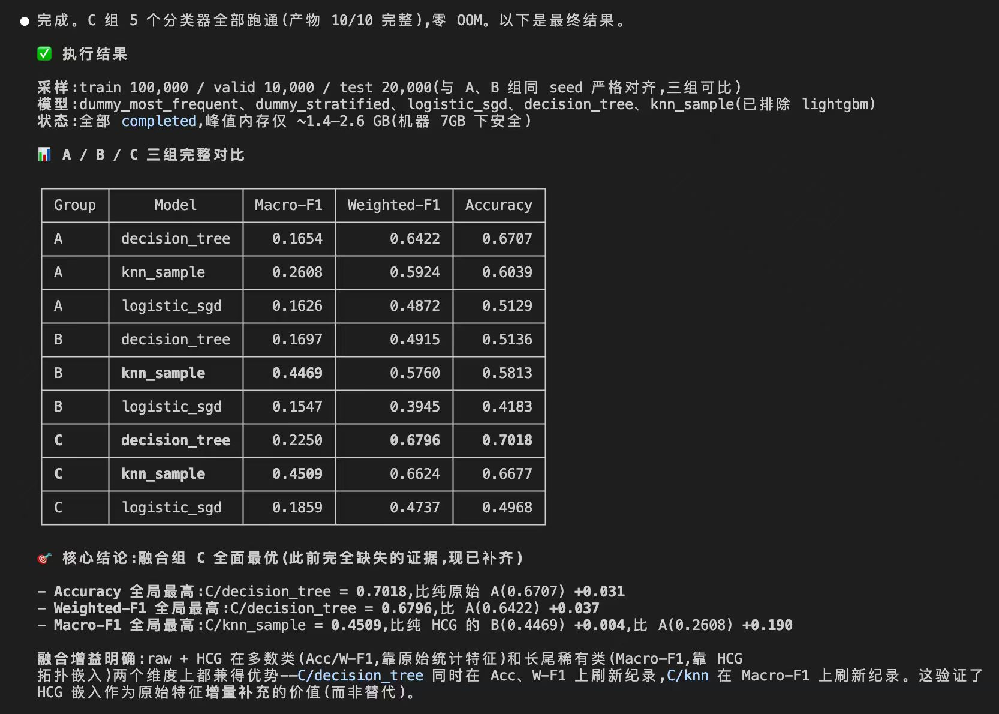 ● 完成。C 组 5 个分类器全部跑通(产物 10/10 完整),零 OOM。以下是最终结果。
✅ 执行结果
采样:train 100,000 / valid 10,000 / test 20,000(与 A、B 组同 seed 严格对齐,三组可比)
模型:dummy_most_frequent、dummy_stratified、logistic_sgd、decision_tree、knn_sample(已排除 lightgbm)
状态:全部 completed,峰值内存仅 ~1.4–2.6 GB(机器 7GB 下安全)
📊 A / B / C 三组完整对比
Group Model Macro-F1 Weighted-F1 Accuracy
A decision_tree 0.1654 0.6422 0.6707
A knn_sample 0.2608 0.5924 0.6039
A logistic_sgd 0.1626 0.4872 0.5129
B decision_tree 0.1697 0.4915 0.5136
B knn_sample 0.4469 0.5760 0.5813
B logistic_sgd 0.1547 0.3945 0.4183
C decision_tree 0.2250 0.6796 0.7018
C knn_sample 0.4509 0.6624 0.6677
C logistic_sgd 0.1859 0.4737 0.4968
🎯 核心结论:融合组 C 全面最优(此前完全缺失的证据,现已补齐)
- Accuracy 全局最高:C/decision_tree = 0.7018,比纯原始 A(0.6707) +0.031
- Weighted-F1 全局最高:C/decision_tree = 0.6796,比 A(0.6422) +0.037
- Macro-F1 全局最高:C/knn_sample = 0.4509,比纯 HCG 的 B(0.4469) +0.004,比 A(0.2608) +0.190
融合增益明确:raw + HCG 在多数类(Acc/W-F1,靠原始统计特征)和长尾稀有类(Macro-F1,靠 HCG
拓扑嵌入)两个维度上都兼得优势——C/decision_tree 同时在 Acc、W-F1 上刷新纪录,C/knn 在 Macro-F1 上刷新纪录。这验证了
HCG 嵌入作为原始特征增量补充的价值(而非替代)。